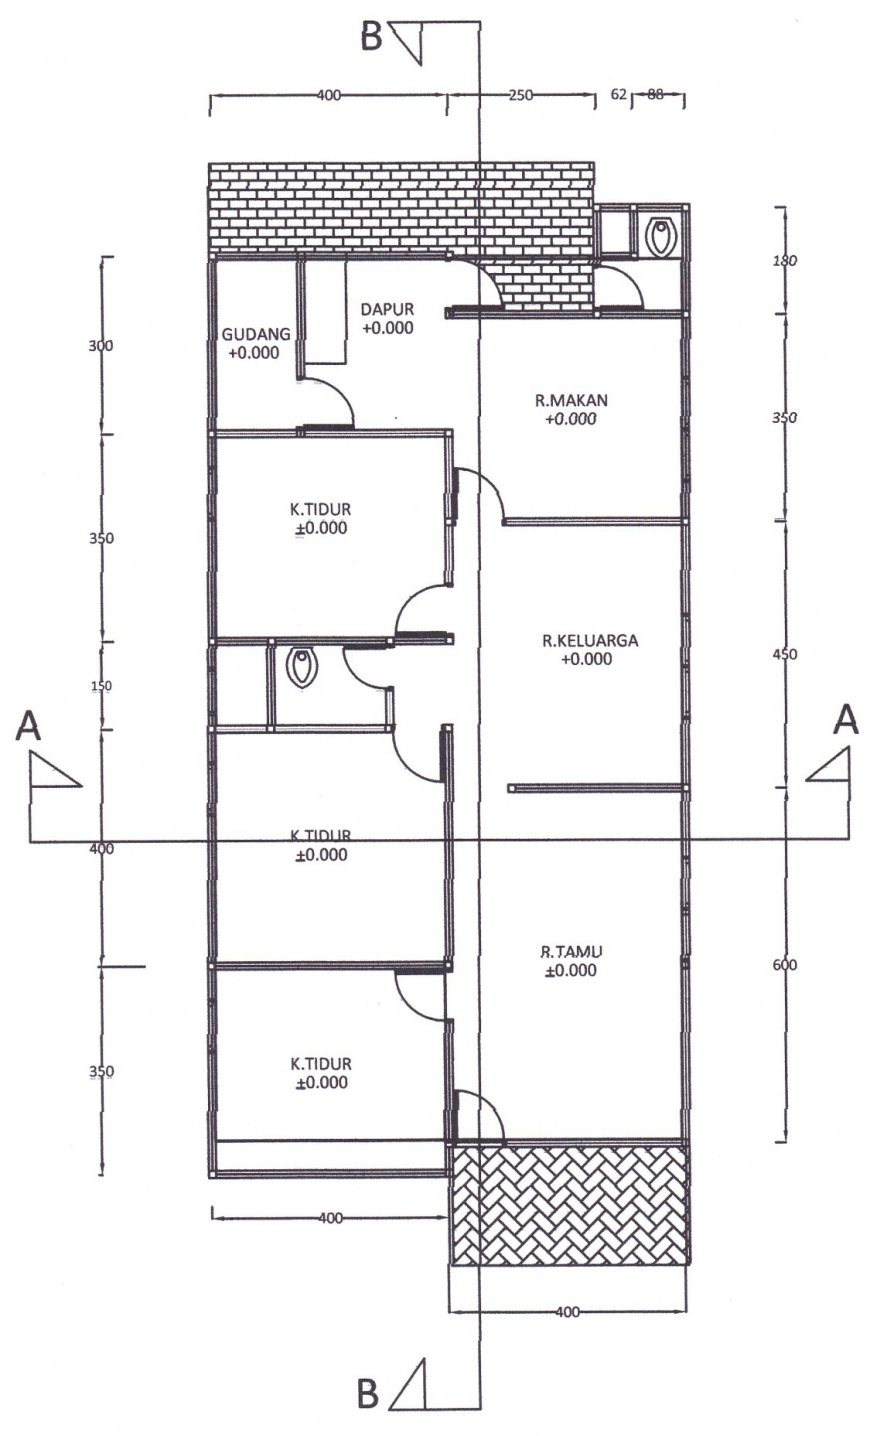 B
400
250
62
88
180
300
GUDANG
+0.000
DAPUR
+0.000
350
R.MAKAN
+0.000
350
K.TIDUR
±0.000
450
R.KELUARGA
+0.000
150
A
A
400
K.TIDUR
±0.000
600
R.TAMU
±0.000
350
K.TIDUR
±0.000
400
400
B